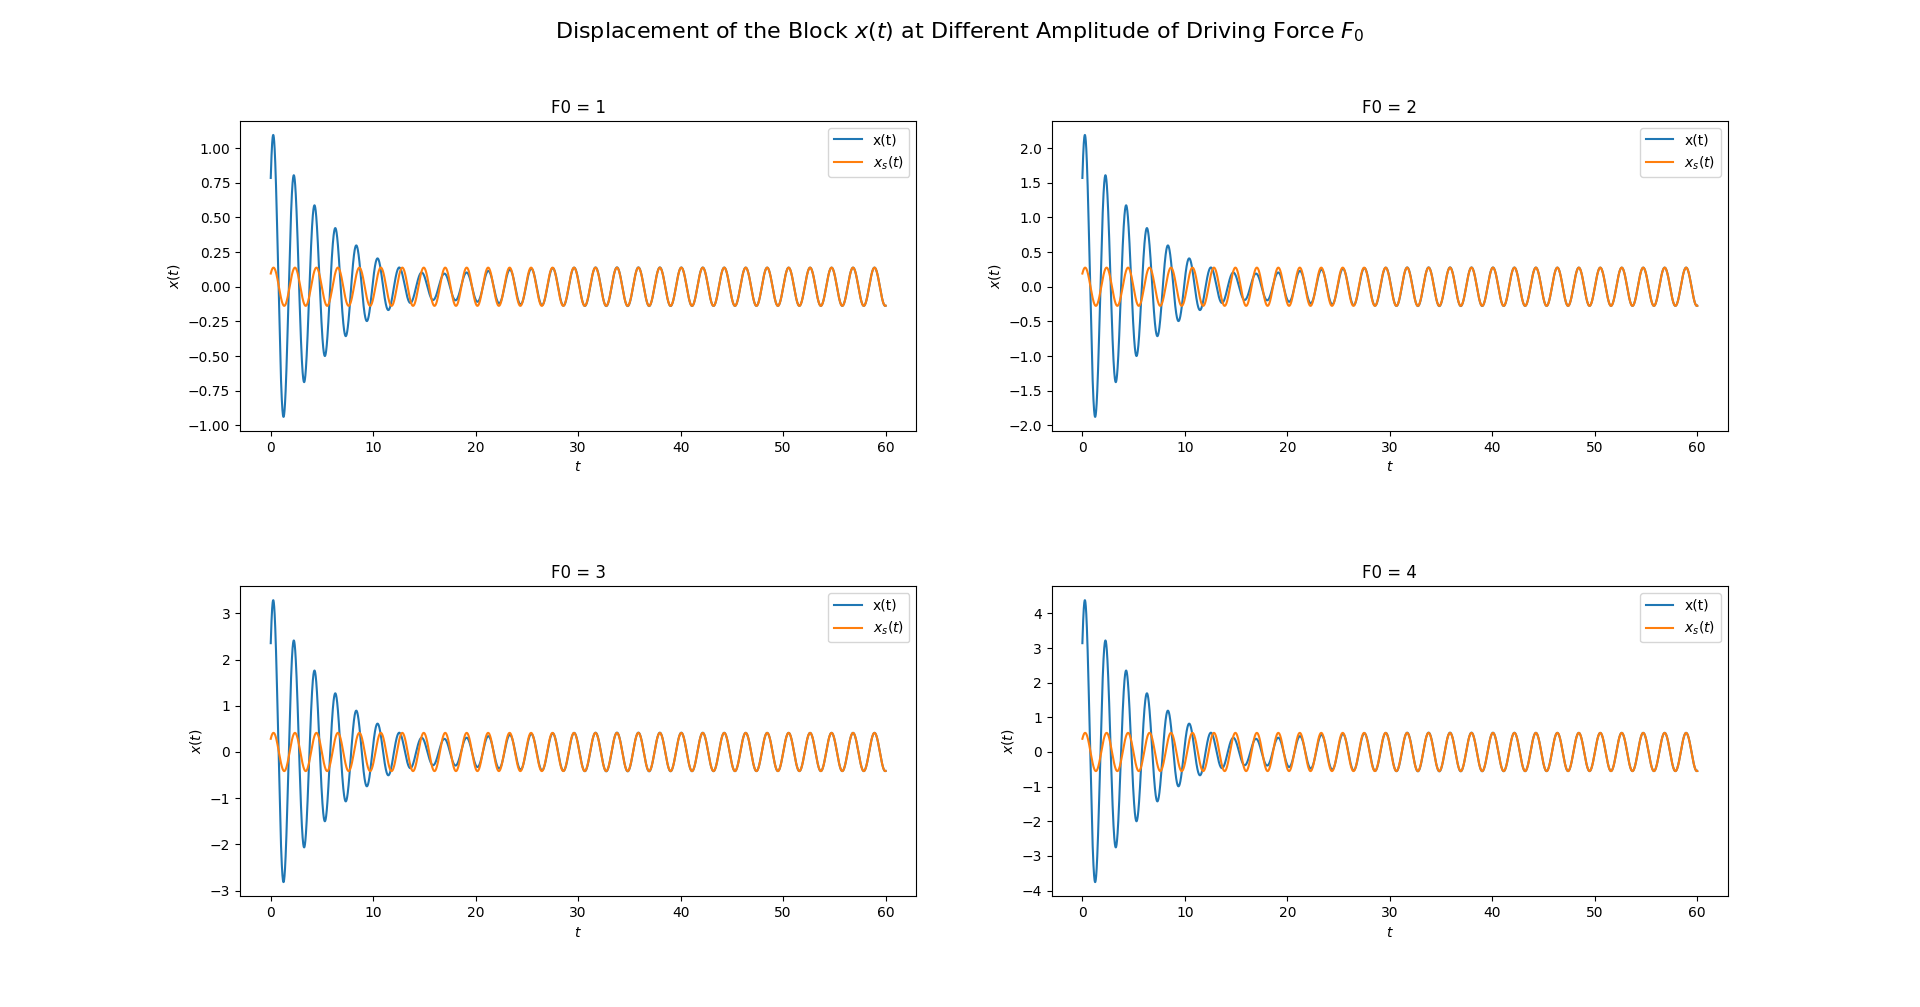 Displacement of the Block x(t) at Different Amplitude of Driving Force F₀
F0 = 1
x(t)
xₛ(t)
1.00
0.75
0.50
0.25
0.00
−0.25
−0.50
−0.75
−1.00
x(t)
0 10 20 30 40 50 60
t
F0 = 2
x(t)
xₛ(t)
2.0
1.5
1.0
0.5
0.0
−0.5
−1.0
−1.5
−2.0
x(t)
0 10 20 30 40 50 60
t
F0 = 3
x(t)
xₛ(t)
3
2
1
0
−1
−2
−3
x(t)
0 10 20 30 40 50 60
t
F0 = 4
x(t)
xₛ(t)
4
3
2
1
0
−1
−2
−3
−4
x(t)
0 10 20 30 40 50 60
t